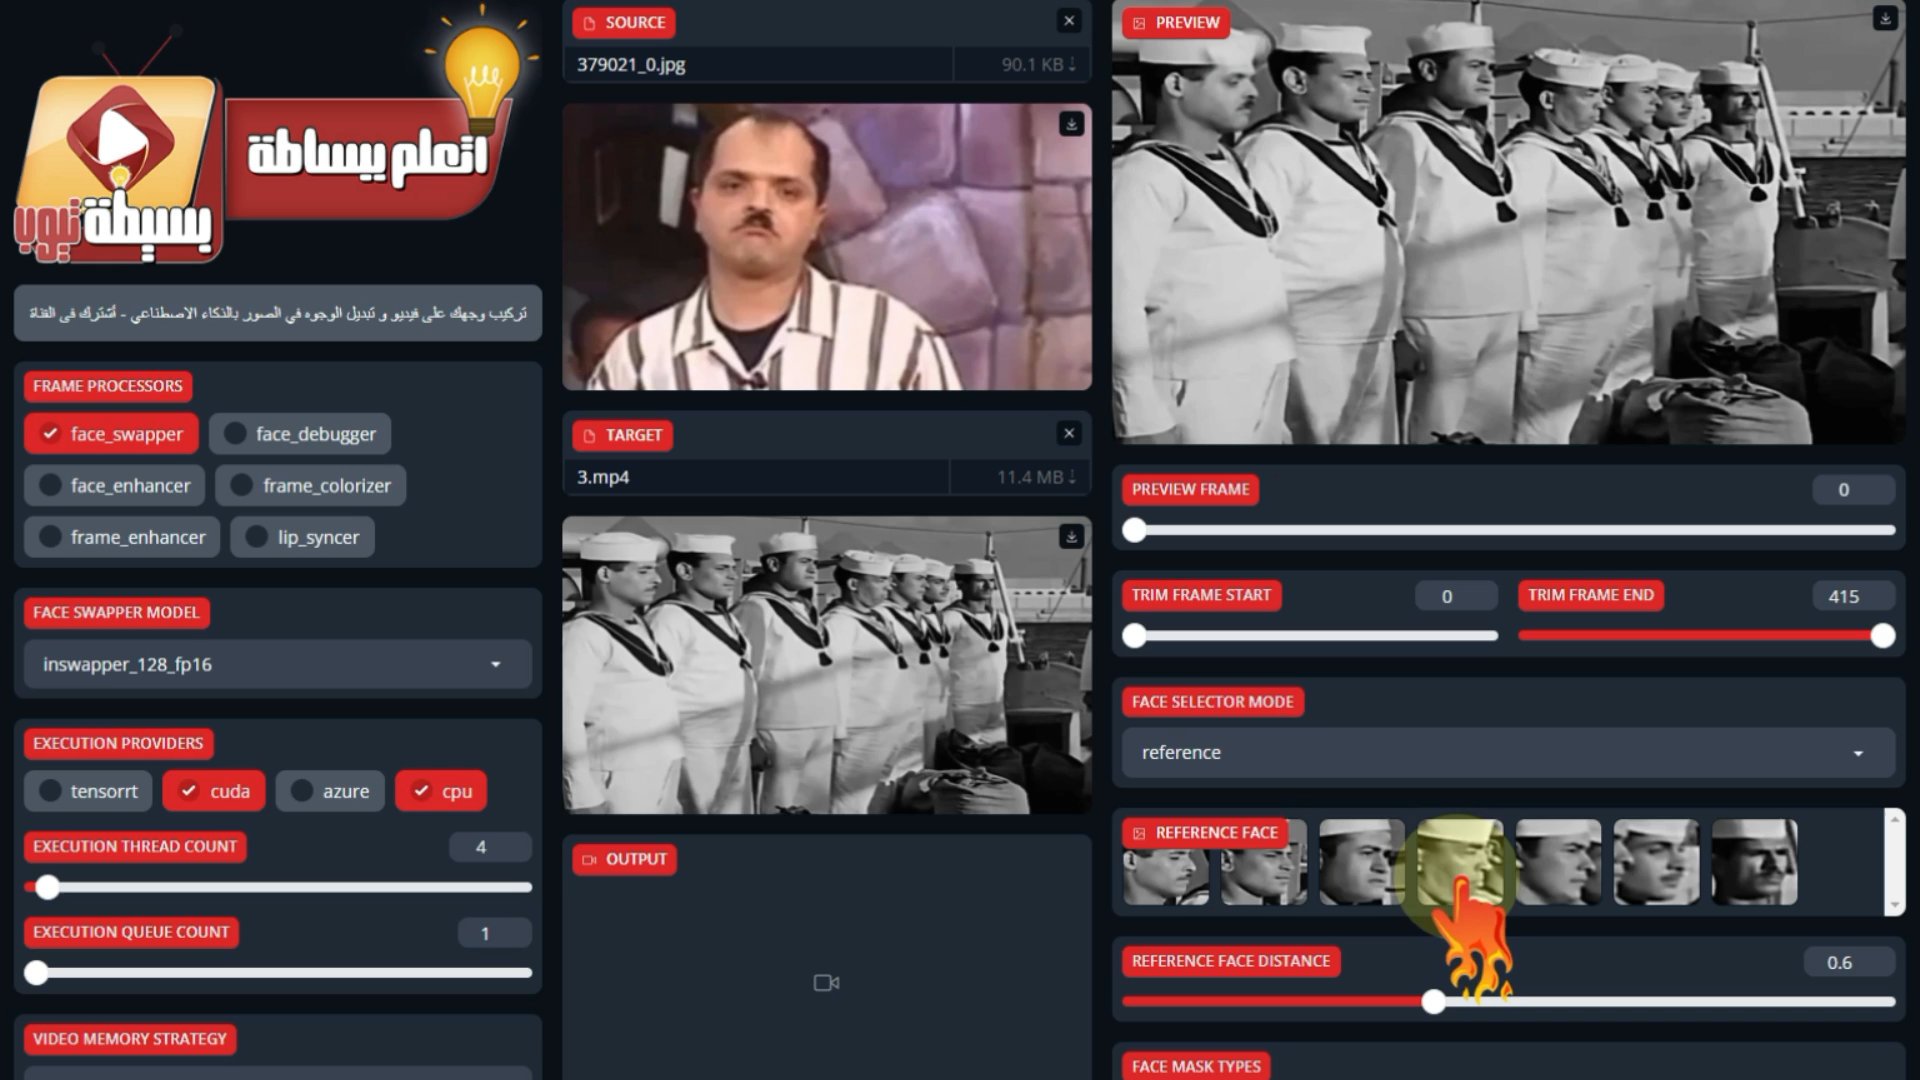 اتعلم ببساطة
بسيطة تيوب
تركيب وجهك على فيديو و تبديل الوجوه في الصور بالذكاء الاصطناعي - أشترك فى القناة
FRAME PROCESSORS
face_swapper
face_debugger
face_enhancer
frame_colorizer
frame_enhancer
lip_syncer
FACE SWAPPER MODEL
inswapper_128_fp16
EXECUTION PROVIDERS
tensorrt
cuda
azure
cpu
EXECUTION THREAD COUNT
4
EXECUTION QUEUE COUNT
1
VIDEO MEMORY STRATEGY
SOURCE
379021_0.jpg
90.1 KB ↓
TARGET
3.mp4
11.4 MB ↓
OUTPUT
PREVIEW
PREVIEW FRAME
0
TRIM FRAME START
0
TRIM FRAME END
415
FACE SELECTOR MODE
reference
REFERENCE FACE
REFERENCE FACE DISTANCE
0.6
FACE MASK TYPES